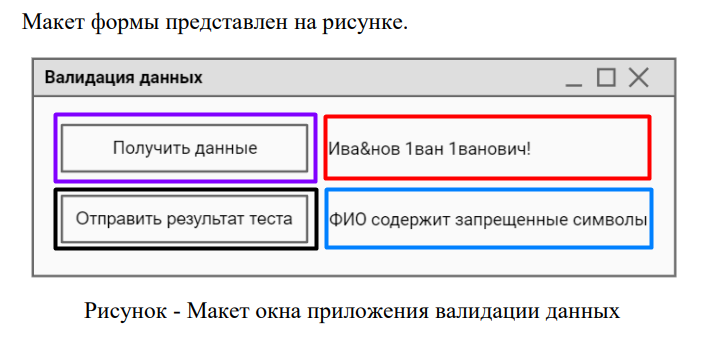 Макет формы представлен на рисунке.
Валидация данных
Получить данные
Ива&нов 1ван 1ванович!
Отправить результат теста
ФИО содержит запрещенные символы
Рисунок - Макет окна приложения валидации данных